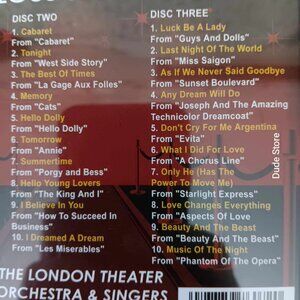 DISC TWO
1. Cabaret
From "Cabaret"
2. Tonight
From "West Side Story"
3. The Best Of Times
From "La Gage Aux Folles"
4. Memory
From "Cats"
5. Hello Dolly
From "Hello Dolly"
6. Tomorrow
From "Annie"
7. Summertime
From "Porgy and Bess"
8. Hello Young Lovers
From "The King And I"
9. I Believe In You
From "How To Succeed In
Business"
10. I Dreamed A Dream
From "Les Miserables"
DISC THREE
1. Luck Be A Lady
From "Guys And Dolls"
2. Last Night Of The World
From "Miss Saigon"
3. As If We Never Said Goodbye
From "Sunset Boulevard"
4. Any Dream Will Do
From "Joseph And The Amazing
Technicolor Dreamcoat"
5. Don't Cry For Me Argentina
From "Evita"
6. What I Did For Love
From "A Chorus Line"
7. Only He (Has The
Power To Move Me)
From "Starlight Express"
8. Love Changes Everything
From "Aspects Of Love
9. Beauty And The Beast
From "Beauty And The Beast"
10. Music Of The Night
From "Phantom Of The Opera"
THE LONDON THEATER
ORCHESTRA & SINGERS
Dude Store